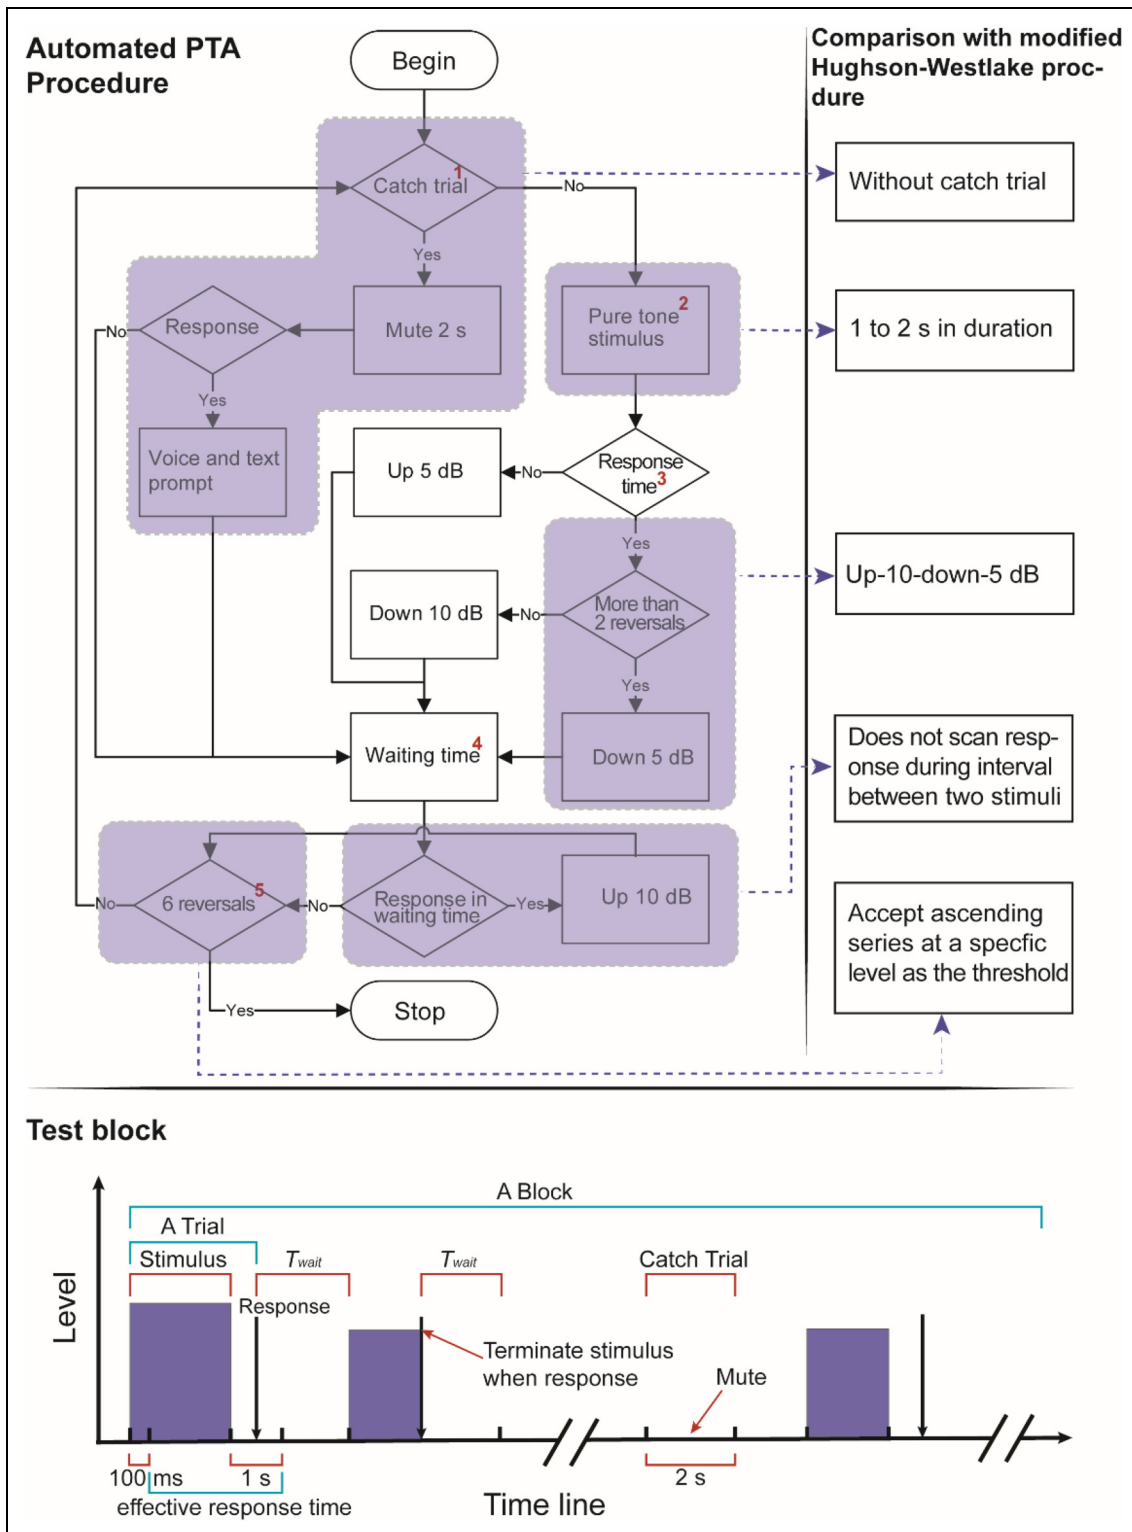 Automated PTA
Procedure
Begin
Comparison with modified
Hughson-Westlake proc-
dure
Catch trial 1
No
Without catch trial
Yes
Response
Mute 2 s
Pure tone 2
stimulus
1 to 2 s in duration
No
Yes
Voice and text
prompt
Up 5 dB
No
Response
time 3
Yes
Up-10-down-5 dB
Down 10 dB
No
More than
2 reversals
Yes
Waiting time 4
Down 5 dB
Does not scan resp-
onse during interval
between two stimuli
No
6 reversals 5
No
Response in
waiting time
Yes
Up 10 dB
Accept ascending
series at a specfic
level as the threshold
Yes
Stop
Test block
A Block
A Trial
Stimulus
Twait
Twait
Catch Trial
Response
Level
Terminate stimulus
when response
Mute
100 ms
1 s
2 s
effective response time
Time line